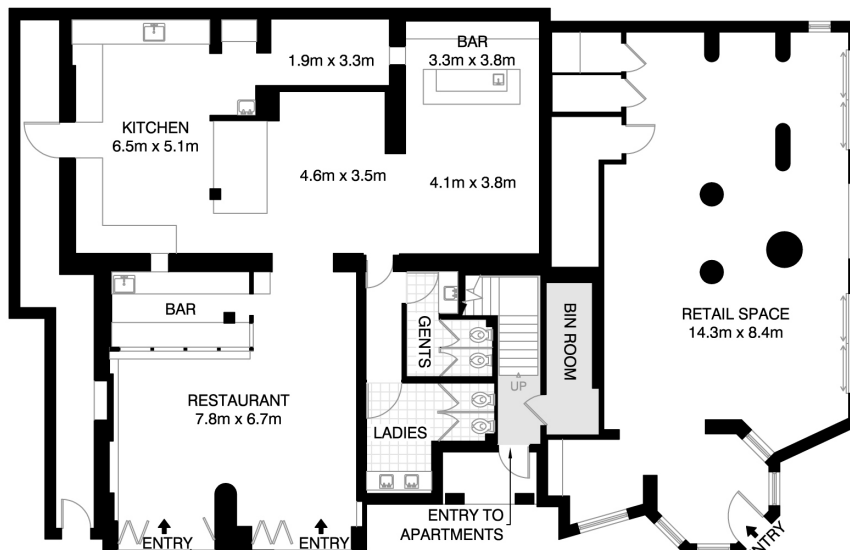 1.9m x 3.3m
BAR
3.3m x 3.8m
KITCHEN
6.5m x 5.1m
4.6m x 3.5m
4.1m x 3.8m
BAR
GENTS
BIN ROOM
RETAIL SPACE
14.3m x 8.4m
UP
RESTAURANT
7.8m x 6.7m
LADIES
ENTRY TO
APARTMENTS
ENTRY
ENTRY
ENTRY